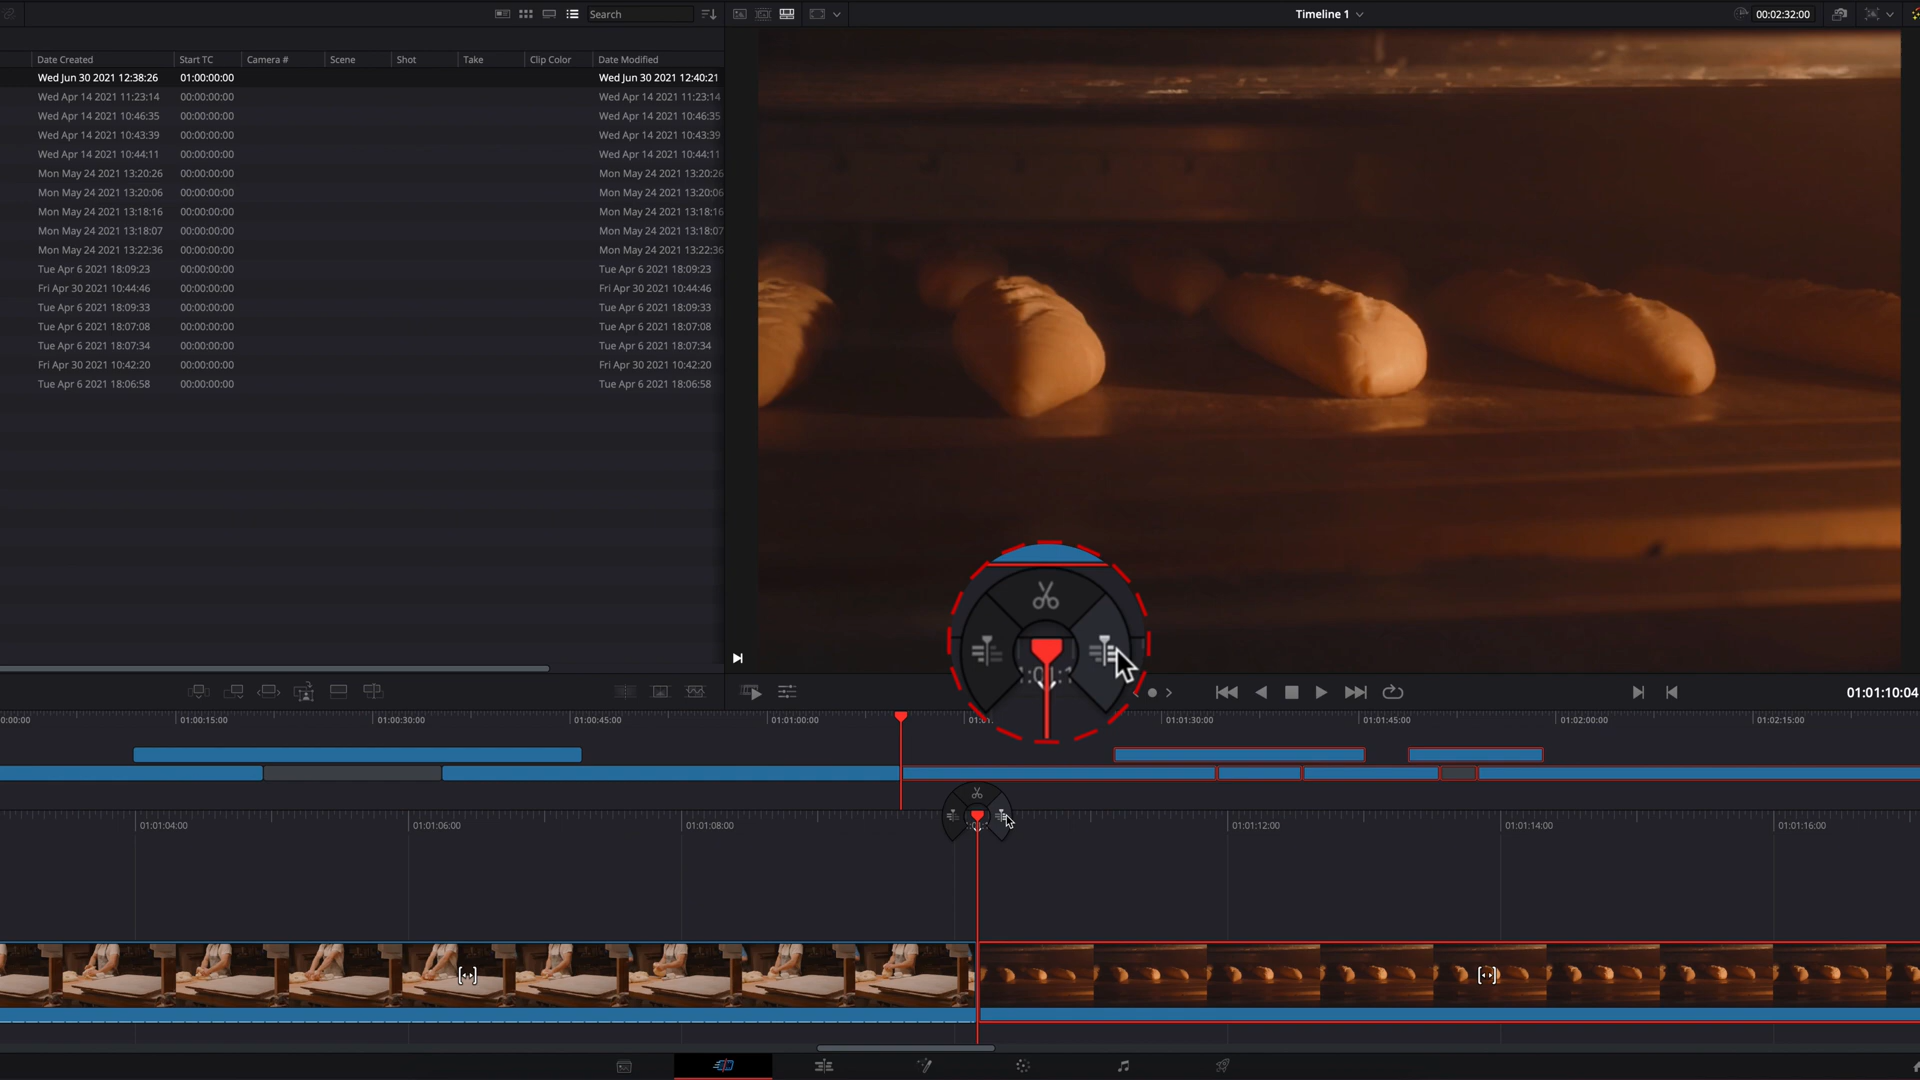 Search
Timeline 1
00:02:32:00
Date Created Start TC Camera # Scene Shot Take Clip Color Date Modified
Wed Jun 30 2021 12:38:26 01:00:00:00 Wed Jun 30 2021 12:40:21
Wed Apr 14 2021 11:23:14 00:00:00:00 Wed Apr 14 2021 11:23:14
Wed Apr 14 2021 10:46:35 00:00:00:00 Wed Apr 14 2021 10:46:35
Wed Apr 14 2021 10:43:39 00:00:00:00 Wed Apr 14 2021 10:43:39
Wed Apr 14 2021 10:44:11 00:00:00:00 Wed Apr 14 2021 10:44:11
Mon May 24 2021 13:20:26 00:00:00:00 Mon May 24 2021 13:20:26
Mon May 24 2021 13:20:06 00:00:00:00 Mon May 24 2021 13:20:06
Mon May 24 2021 13:18:16 00:00:00:00 Mon May 24 2021 13:18:16
Mon May 24 2021 13:18:07 00:00:00:00 Mon May 24 2021 13:18:07
Mon May 24 2021 13:22:36 00:00:00:00 Mon May 24 2021 13:22:36
Tue Apr 6 2021 18:09:23 00:00:00:00 Tue Apr 6 2021 18:09:23
Fri Apr 30 2021 10:44:46 00:00:00:00 Fri Apr 30 2021 10:44:46
Tue Apr 6 2021 18:09:33 00:00:00:00 Tue Apr 6 2021 18:09:33
Tue Apr 6 2021 18:07:08 00:00:00:00 Tue Apr 6 2021 18:07:08
Tue Apr 6 2021 18:07:34 00:00:00:00 Tue Apr 6 2021 18:07:34
Fri Apr 30 2021 10:42:20 00:00:00:00 Fri Apr 30 2021 10:42:20
Tue Apr 6 2021 18:06:58 00:00:00:00 Tue Apr 6 2021 18:06:58
01:01:10:04
0:00:00 01:00:15:00 01:00:30:00 01:00:45:00 01:01:00:00 01:01: 01:01:30:00 01:01:45:00 01:02:00:00 01:02:15:00
01:01:04:00 01:01:06:00 01:01:08:00 01:01:12:00 01:01:14:00 01:01:16:00